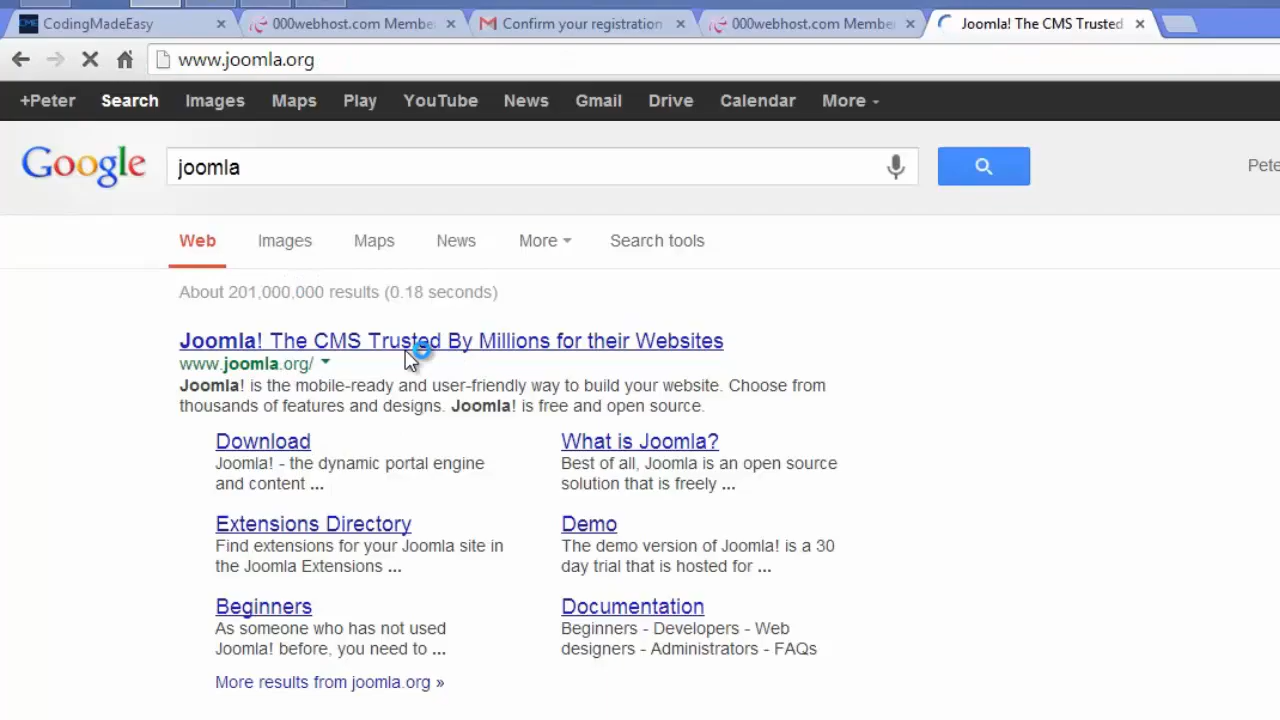 CodingMadeEasy
000webhost.com Membe
Confirm your registration
000webhost.com Membe
Joomla! The CMS Trusted
www.joomla.org
+Peter Search Images Maps Play YouTube News Gmail Drive Calendar More
Google joomla Pete
Web Images Maps News More Search tools
About 201,000,000 results (0.18 seconds)
Joomla! The CMS Trusted By Millions for their Websites
www.joomla.org/
Joomla! is the mobile-ready and user-friendly way to build your website. Choose from
thousands of features and designs. Joomla! is free and open source.
Download
Joomla! - the dynamic portal engine
and content ...
What is Joomla?
Best of all, Joomla is an open source
solution that is freely ...
Extensions Directory
Find extensions for your Joomla site in
the Joomla Extensions ...
Demo
The demo version of Joomla! is a 30
day trial that is hosted for ...
Beginners
As someone who has not used
Joomla! before, you need to ...
Documentation
Beginners - Developers - Web
designers - Administrators - FAQs
More results from joomla.org »